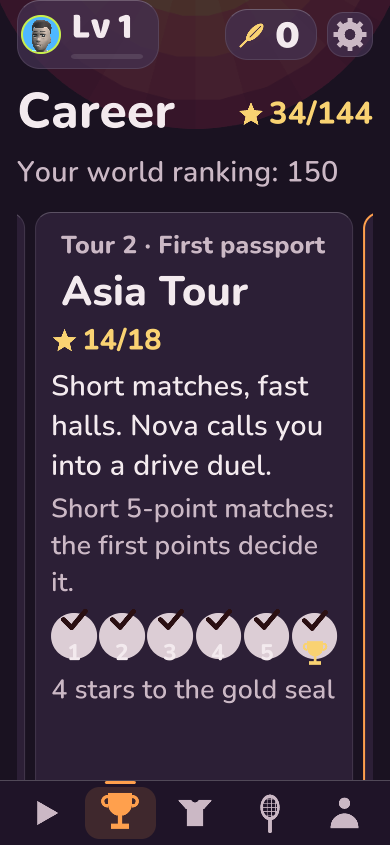 Lv 1
0
Career
34/144
Your world ranking: 150
Tour 2 · First passport
Asia Tour
14/18
Short matches, fast
halls. Nova calls you
into a drive duel.
Short 5-point matches:
the first points decide
it.
1 2 3 4 5
4 stars to the gold seal